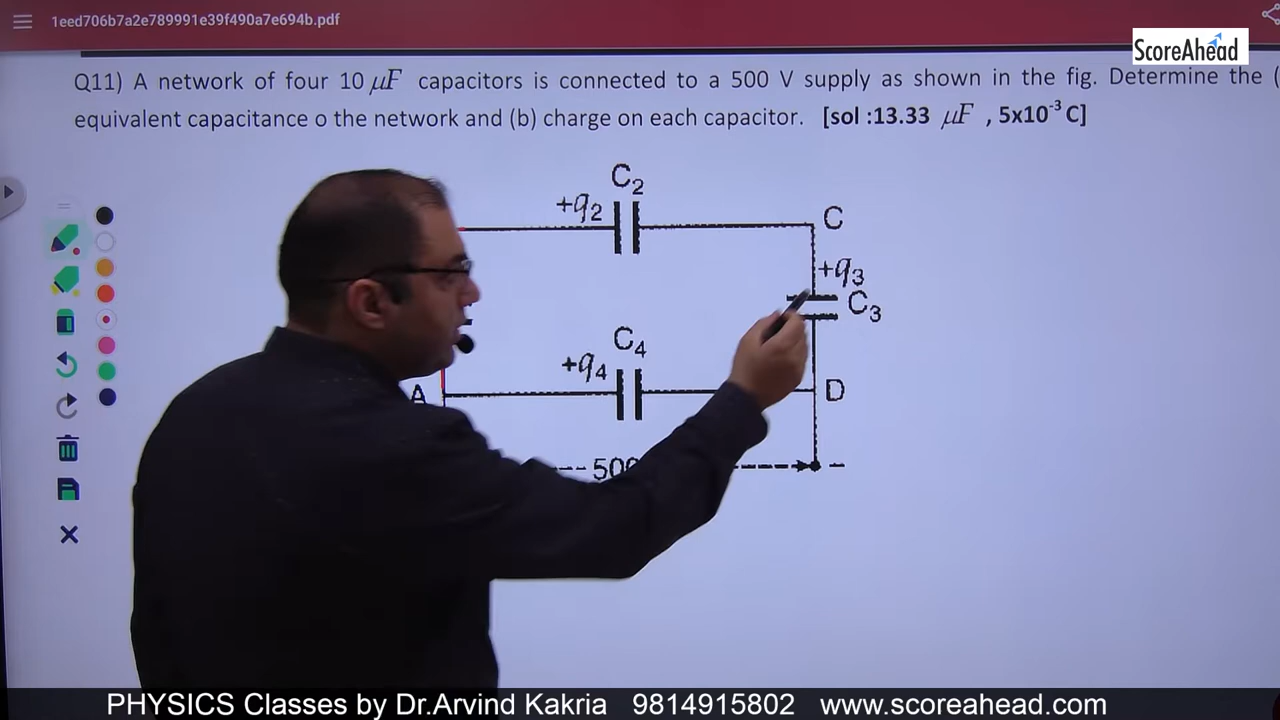 1eed706b7a2e789991e39f490a7e694b.pdf
ScoreAhead
Q11) A network of four 10 μF capacitors is connected to a 500 V supply as shown in the fig. Determine the (
equivalent capacitance o the network and (b) charge on each capacitor. [sol :13.33 μF , 5x10⁻³ C]
C₂
+q₂
C
+q₃
C₃
C₄
+q₄
A
D
500
−
PHYSICS Classes by Dr.Arvind Kakria 9814915802 www.scoreahead.com